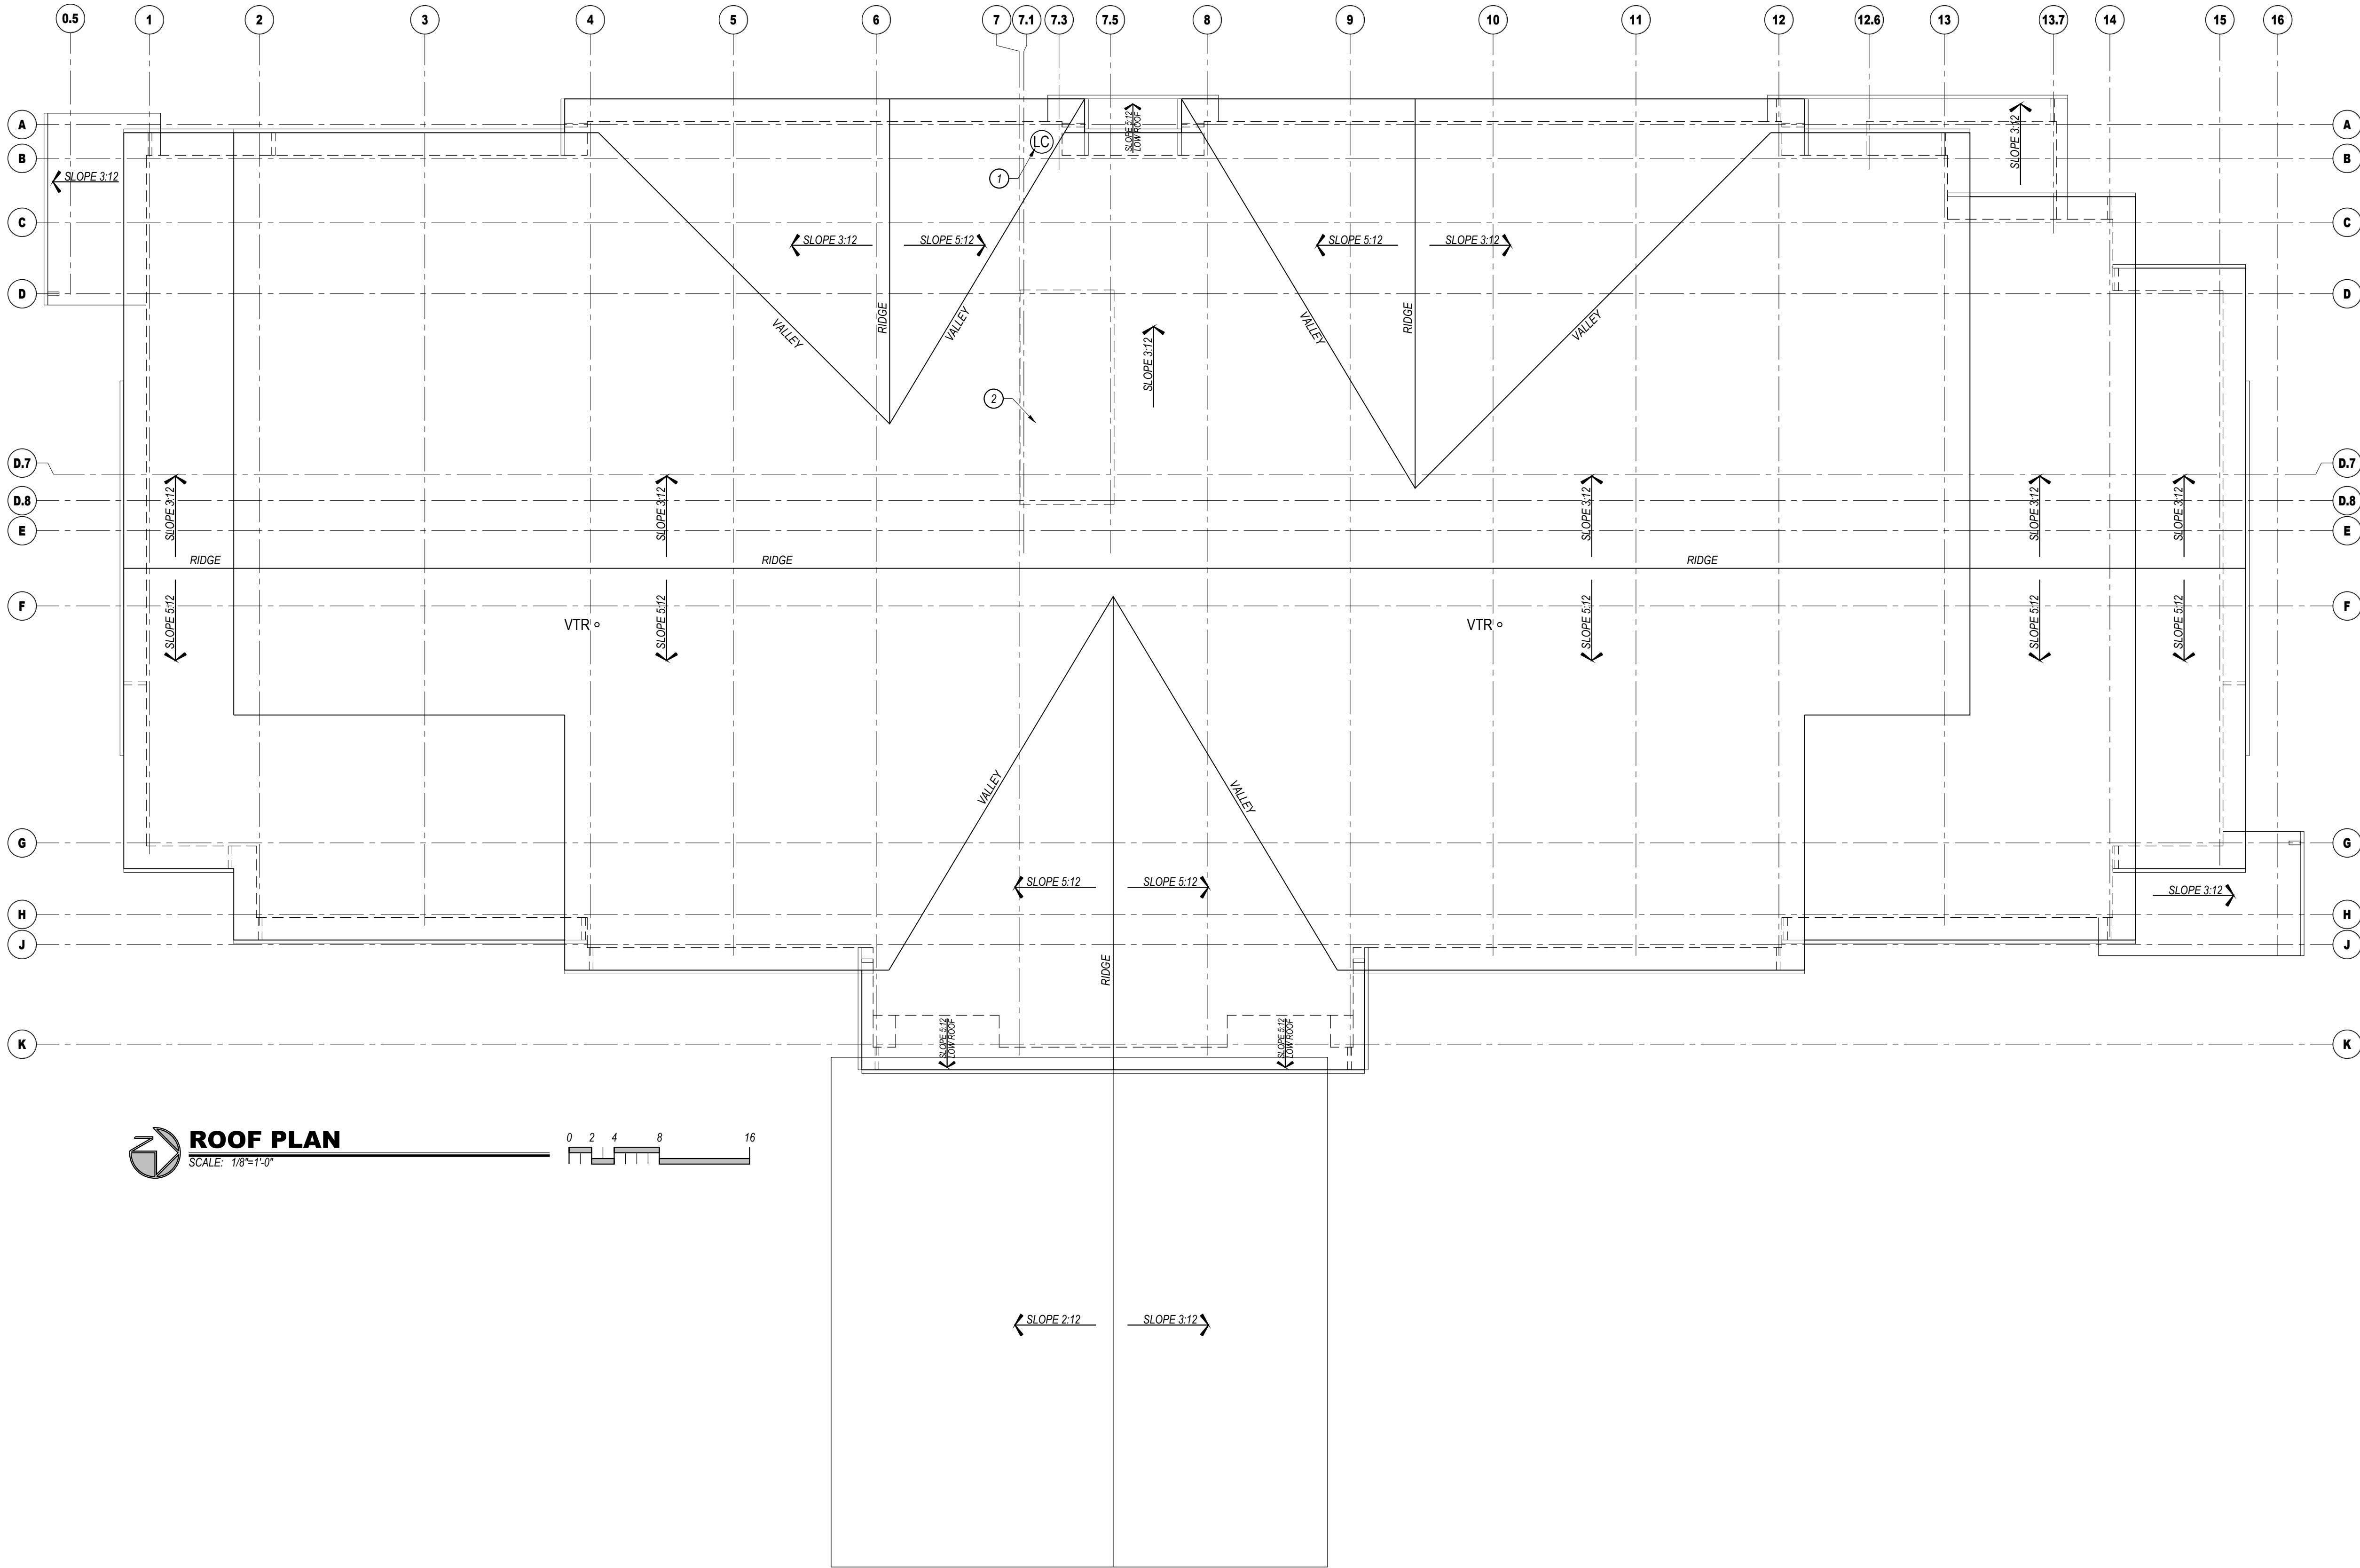 0.5 1 2 3 4 5 6 7 7.1 7.3 7.5 8 9 10 11 12 12.6 13 13.7 14 15 16
A A
SLOPE 5:12
LOW ROOF
SLOPE 3:12
LC
B B
1
SLOPE 3:12
C C
SLOPE 3:12 SLOPE 5:12 SLOPE 5:12 SLOPE 3:12
D D
VALLEY RIDGE VALLEY VALLEY RIDGE VALLEY
SLOPE 3:12
2
D.7 D.7
D.8 D.8
SLOPE 3:12 SLOPE 3:12 SLOPE 3:12 SLOPE 3:12 SLOPE 3:12
E E
RIDGE RIDGE RIDGE
F F
SLOPE 5:12 SLOPE 5:12 SLOPE 5:12 SLOPE 5:12 SLOPE 5:12
VTR VTR
VALLEY VALLEY
G G
SLOPE 5:12 SLOPE 5:12
SLOPE 3:12
H H
J J
RIDGE
SLOPE 5:12
LOW ROOF
SLOPE 5:12
LOW ROOF
K K
N
ROOF PLAN
SCALE: 1/8"=1'-0"
0 2 4 8 16
SLOPE 2:12 SLOPE 3:12